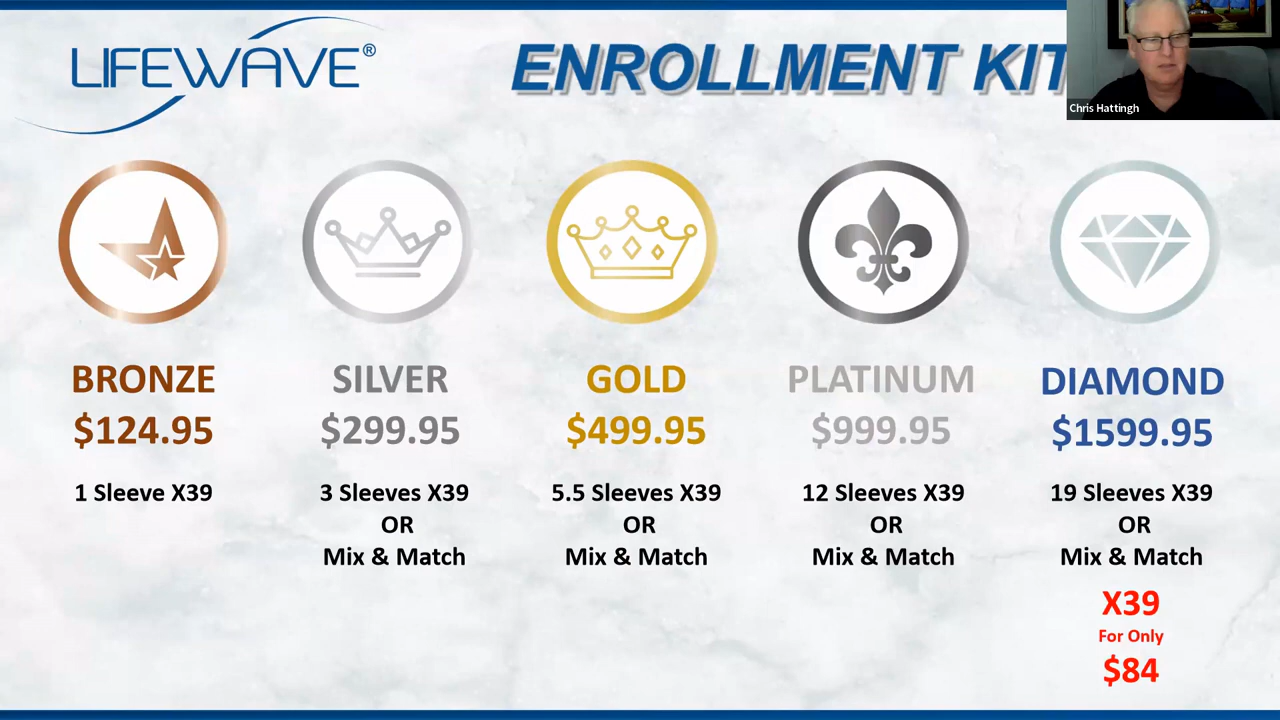 LIFEWAVE®
ENROLLMENT KIT
Chris Hattingh
BRONZE
$124.95
1 Sleeve X39
SILVER
$299.95
3 Sleeves X39
OR
Mix & Match
GOLD
$499.95
5.5 Sleeves X39
OR
Mix & Match
PLATINUM
$999.95
12 Sleeves X39
OR
Mix & Match
DIAMOND
$1599.95
19 Sleeves X39
OR
Mix & Match
X39
For Only
$84